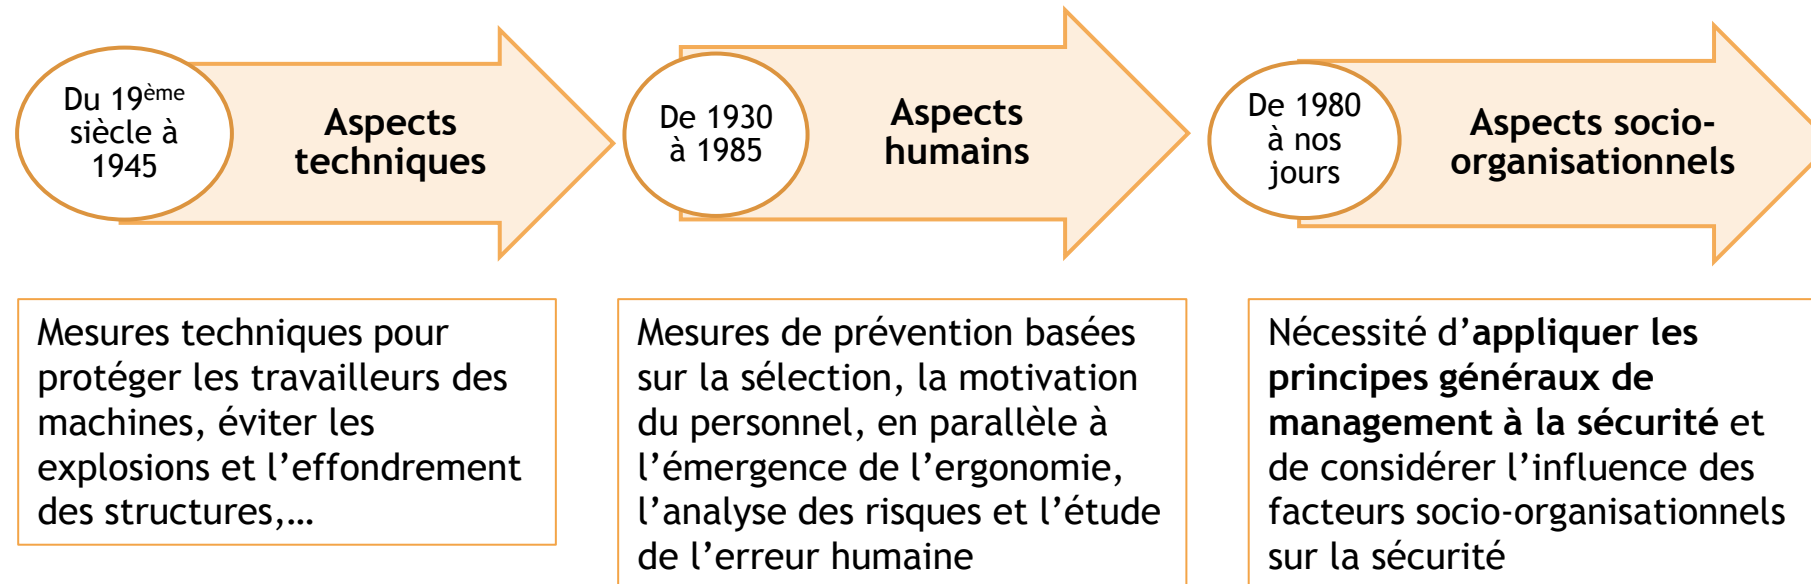 Du 19ème
siècle à
1945
Aspects
techniques
De 1930
à 1985
Aspects
humains
De 1980
à nos
jours
Aspects socio-
organisationnels
Mesures techniques pour
protéger les travailleurs des
machines, éviter les
explosions et l’effondrement
des structures,…
Mesures de prévention basées
sur la sélection, la motivation
du personnel, en parallèle à
l’émergence de l’ergonomie,
l’analyse des risques et l’étude
de l’erreur humaine
Nécessité d’appliquer les
principes généraux de
management à la sécurité et
de considérer l’influence des
facteurs socio-organisationnels
sur la sécurité